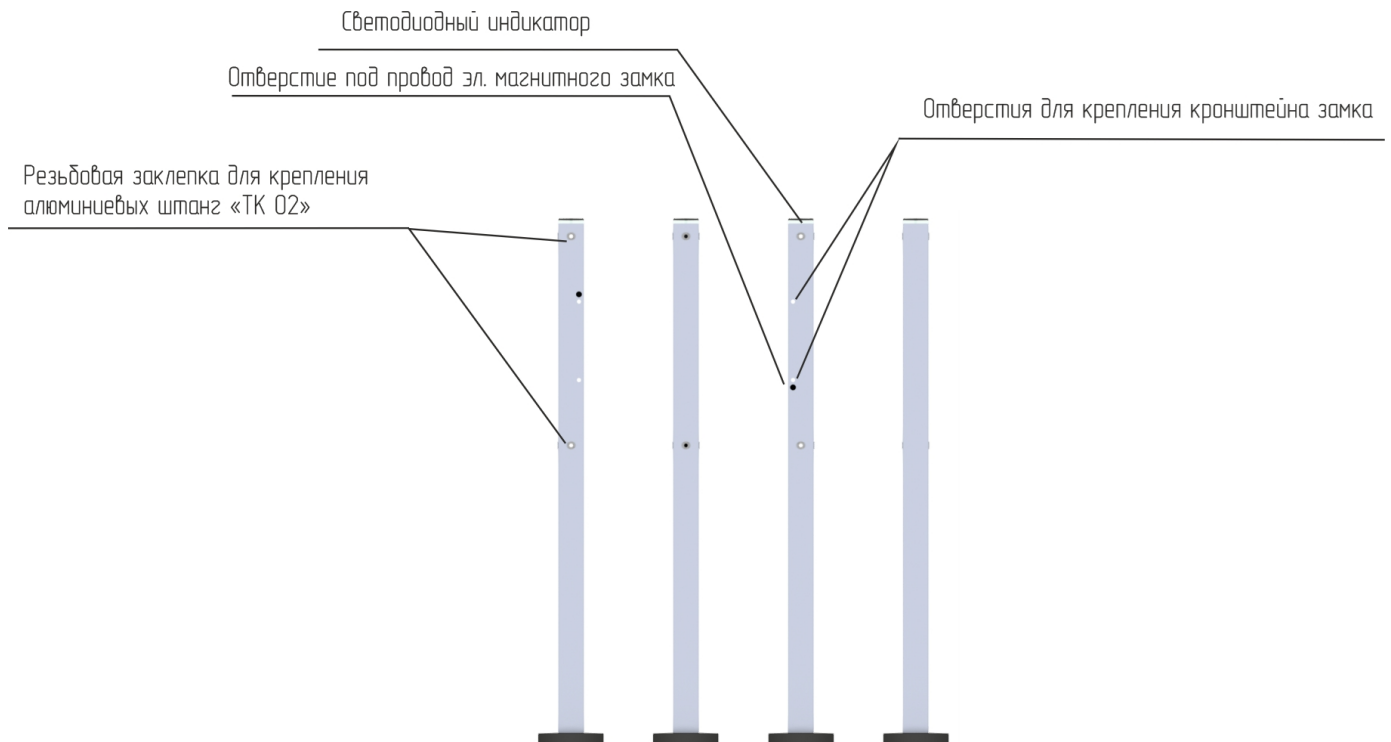 Светодиодный индикатор
Отверстие под провод эл. магнитного замка
Отверстия для крепления кронштейна замка
Резьбовая заклепка для крепления
алюминиевых штанг «ТК 02»